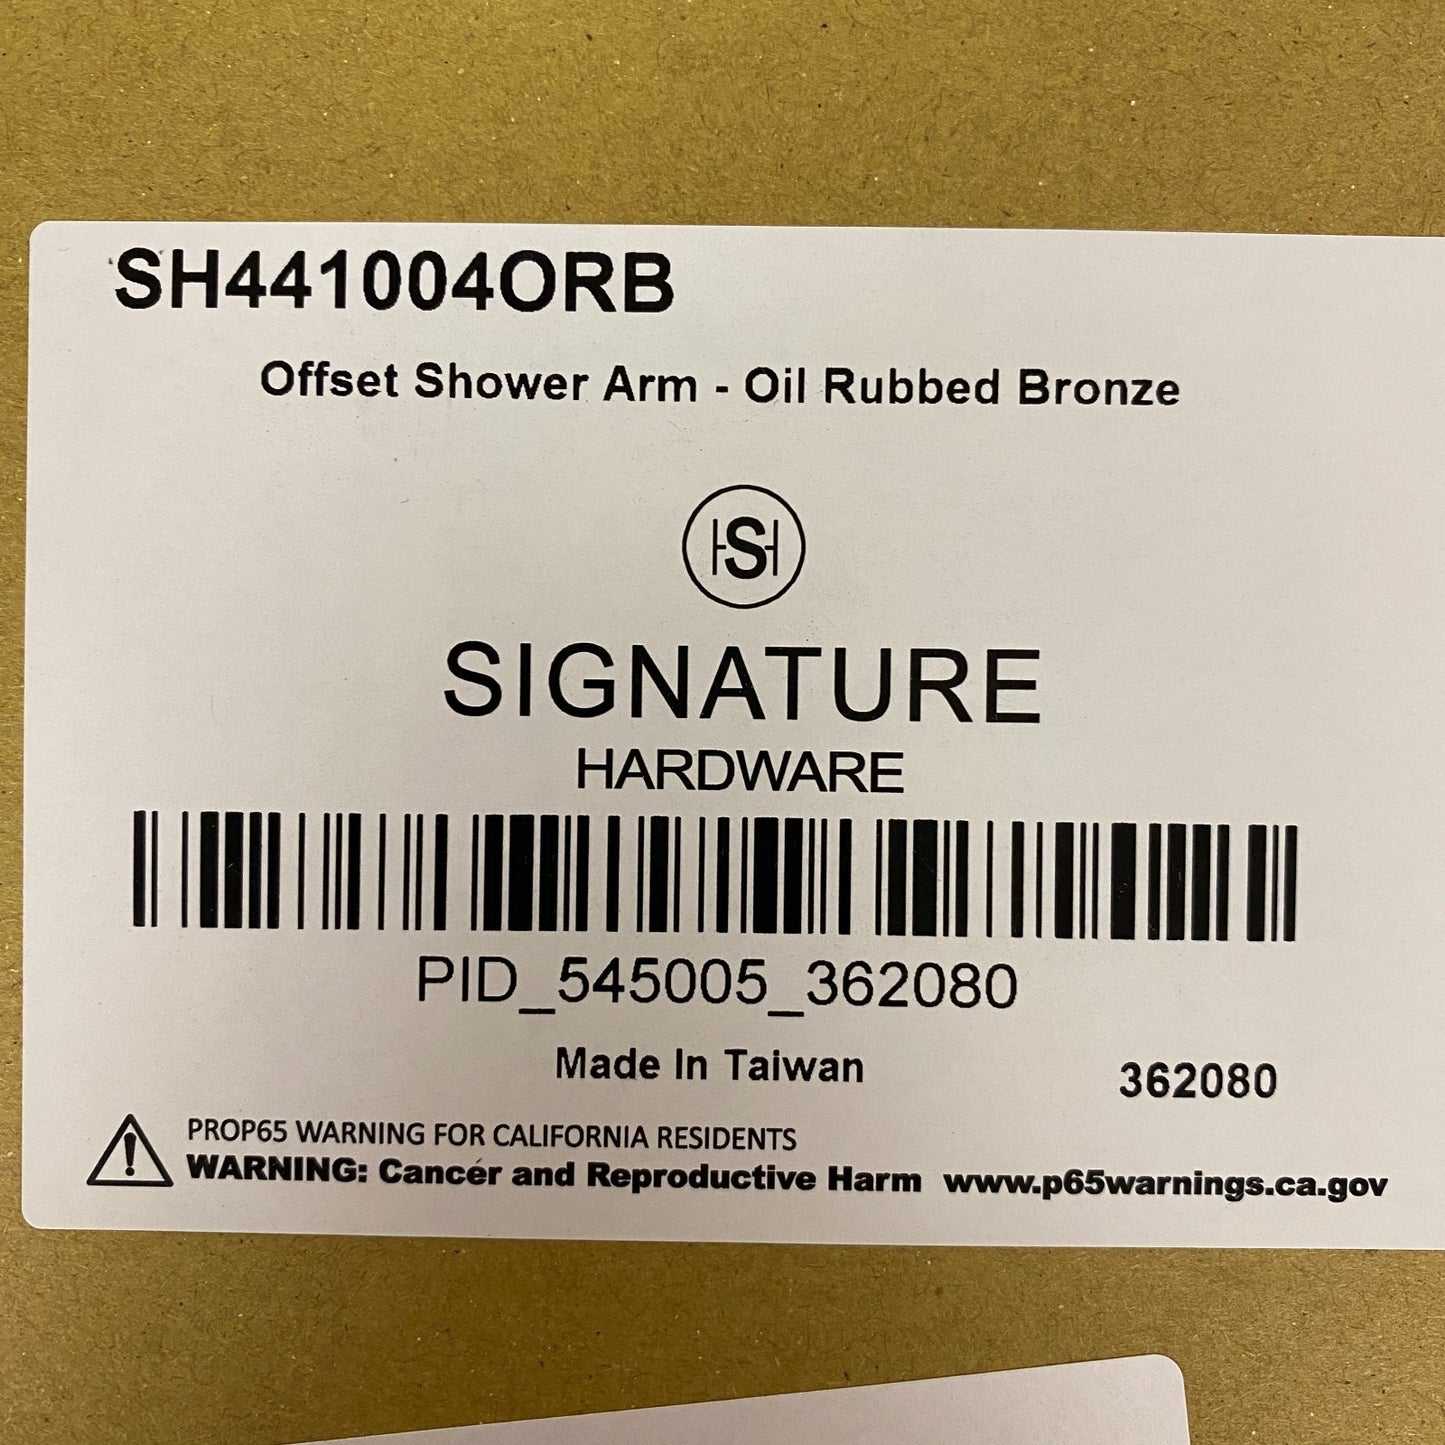 SH441004ORB
Offset Shower Arm - Oil Rubbed Bronze
HSH
SIGNATURE
HARDWARE
PID_545005_362080
Made In Taiwan
362080
PROP65 WARNING FOR CALIFORNIA RESIDENTS
WARNING: Cancer and Reproductive Harm www.p65warnings.ca.gov